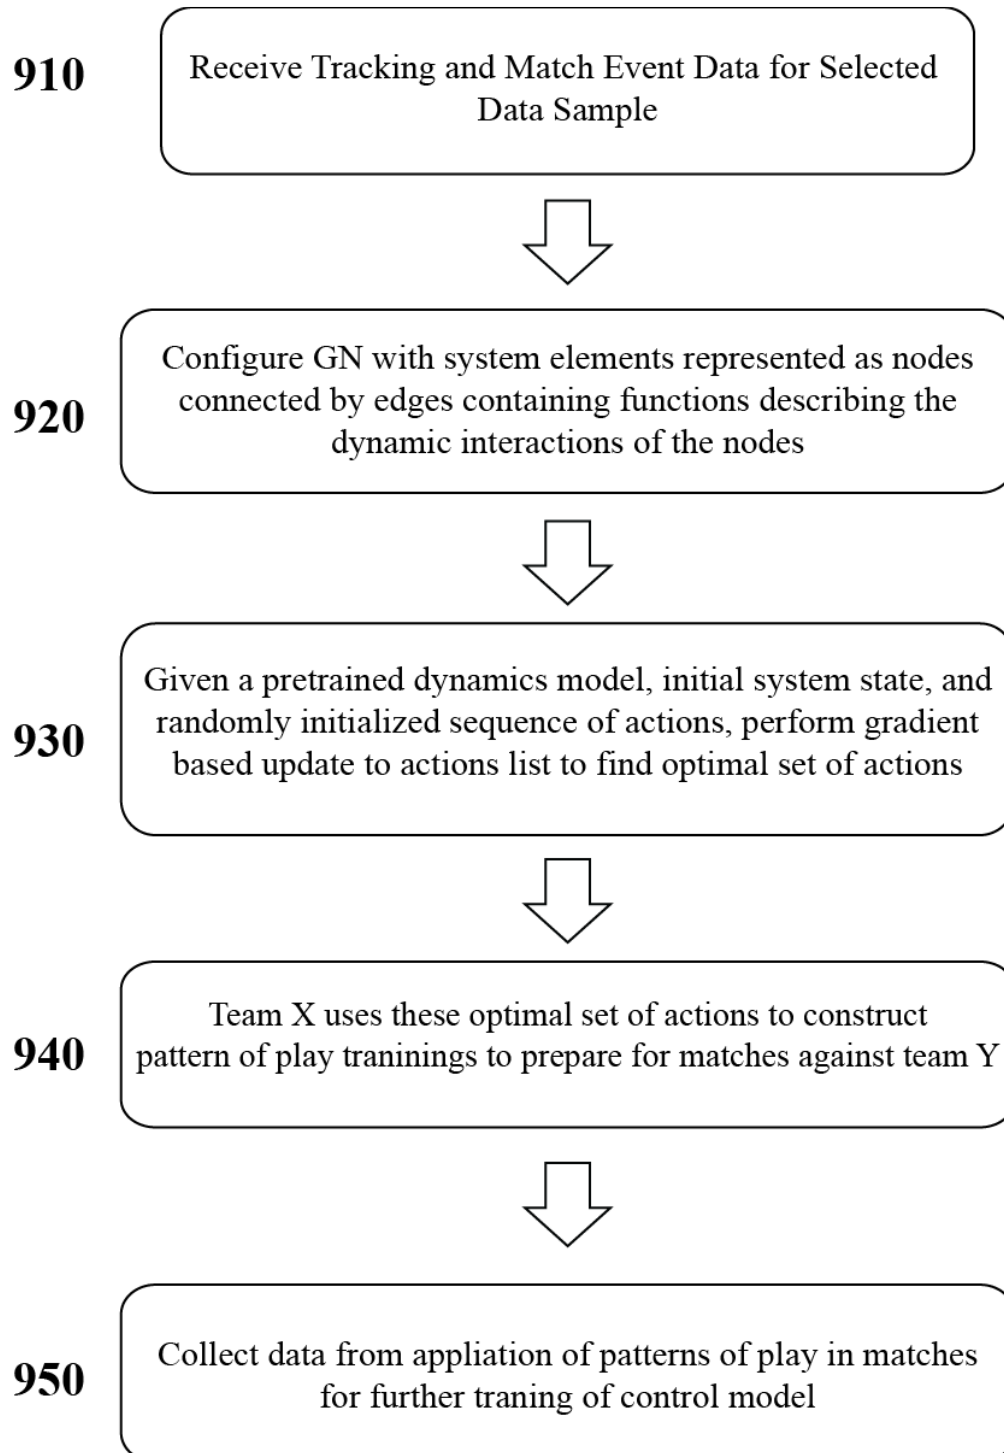 910
Receive Tracking and Match Event Data for Selected
Data Sample
920
Configure GN with system elements represented as nodes
connected by edges containing functions describing the
dynamic interactions of the nodes
930
Given a pretrained dynamics model, initial system state, and
randomly initialized sequence of actions, perform gradient
based update to actions list to find optimal set of actions
940
Team X uses these optimal set of actions to construct
pattern of play traninings to prepare for matches against team Y
950
Collect data from appliation of patterns of play in matches
for further traning of control model